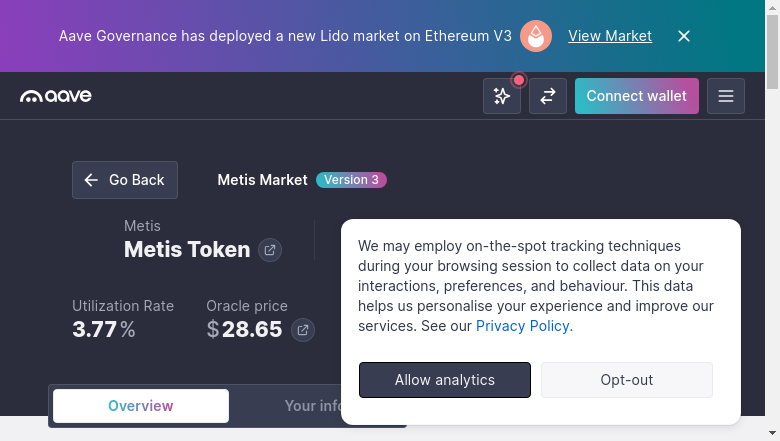 Aave Governance has deployed a new Lido market on Ethereum V3 View Market
aave
Connect wallet
Go Back
Metis Market Version 3
Metis
Metis Token
Utilization Rate
3.77%
Oracle price
$28.65
We may employ on-the-spot tracking techniques
during your browsing session to collect data on your
interactions, preferences, and behaviour. This data
helps us personalise your experience and improve our
services. See our Privacy Policy.
Allow analytics
Opt-out
Overview
Your info